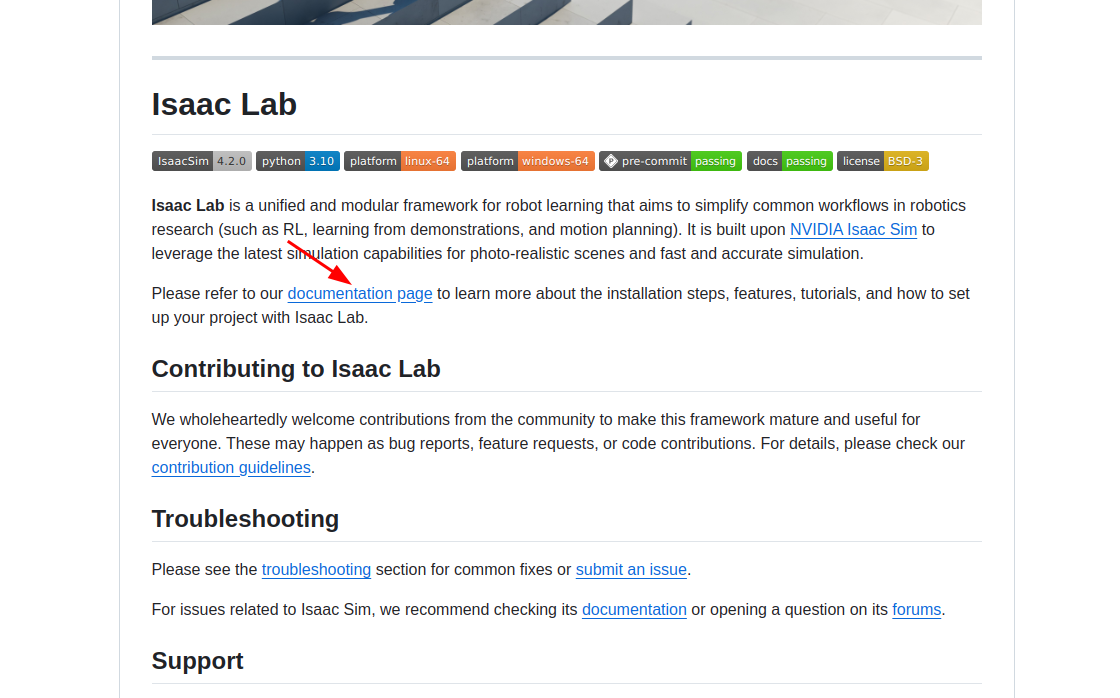 Isaac Lab
IsaacSim 4.2.0 python 3.10 platform linux-64 platform windows-64 pre-commit passing docs passing license BSD-3
Isaac Lab is a unified and modular framework for robot learning that aims to simplify common workflows in robotics
research (such as RL, learning from demonstrations, and motion planning). It is built upon NVIDIA Isaac Sim to
leverage the latest simulation capabilities for photo-realistic scenes and fast and accurate simulation.
Please refer to our documentation page to learn more about the installation steps, features, tutorials, and how to set
up your project with Isaac Lab.
Contributing to Isaac Lab
We wholeheartedly welcome contributions from the community to make this framework mature and useful for
everyone. These may happen as bug reports, feature requests, or code contributions. For details, please check our
contribution guidelines.
Troubleshooting
Please see the troubleshooting section for common fixes or submit an issue.
For issues related to Isaac Sim, we recommend checking its documentation or opening a question on its forums.
Support